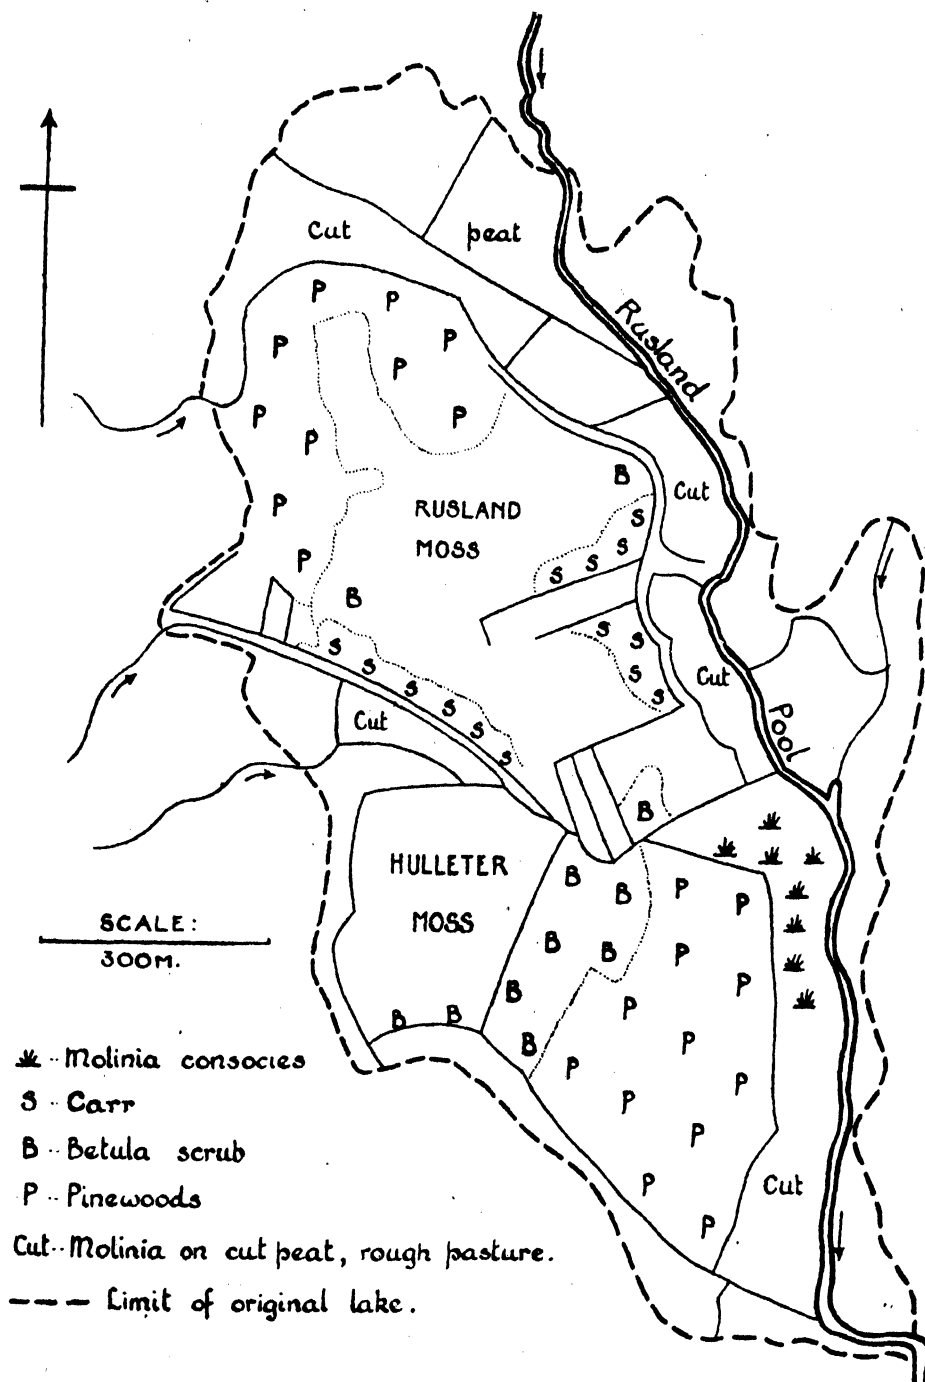 Cut
peat
Rusland
P P
P P
P
P P
P
B
RUSLAND
MOSS
Cut
P
S
S
S
S
P
B
S
S
S
S
S
S
S
S
S
S
Cut
Pool
Cut
B
HULLETER
MOSS
B
B
P
P
B
B
P
P
B
P
B
B
B
P
P
P
P
P
P
Cut
P
SCALE:
300M.
Molinia consocies
S .. Carr
B .. Betula scrub
P .. Pinewoods
Cut.. Molinia on cut peat, rough pasture.
Limit of original lake.